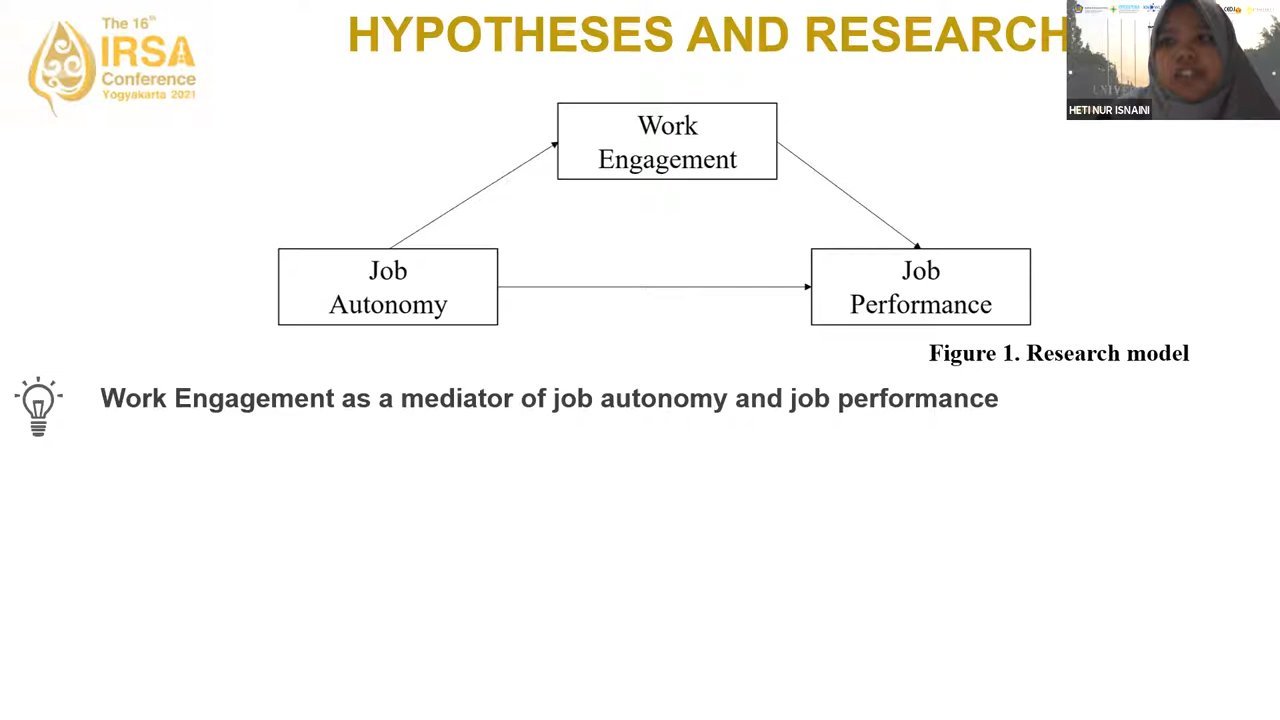 The 16th
IRSA
Conference
Yogyakarta 2021
HYPOTHESES AND RESEARCH
HETI NUR ISNAINI
Work
Engagement
Job
Autonomy
Job
Performance
Figure 1. Research model
Work Engagement as a mediator of job autonomy and job performance